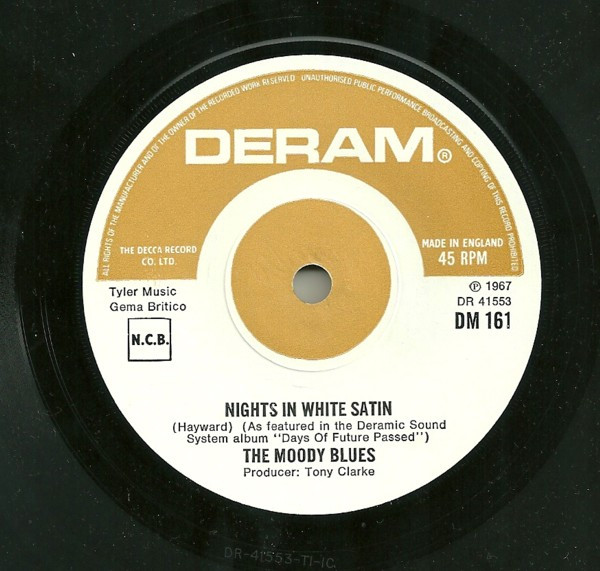 ALL RIGHTS OF THE MANUFACTURER AND OF THE OWNER OF THE RECORDED WORK RESERVED · UNAUTHORISED PUBLIC PERFORMANCE BROADCASTING AND COPYING OF THIS RECORD PROHIBITED
DERAM®
THE DECCA RECORD
CO. LTD.
MADE IN ENGLAND
45 RPM
Tyler Music
Gema Britico
N.C.B.
℗ 1967
DR 41553
DM 161
NIGHTS IN WHITE SATIN
(Hayward) (As featured in the Deramic Sound
System album "Days Of Future Passed")
THE MOODY BLUES
Producer: Tony Clarke
DR-41553-T1-1C